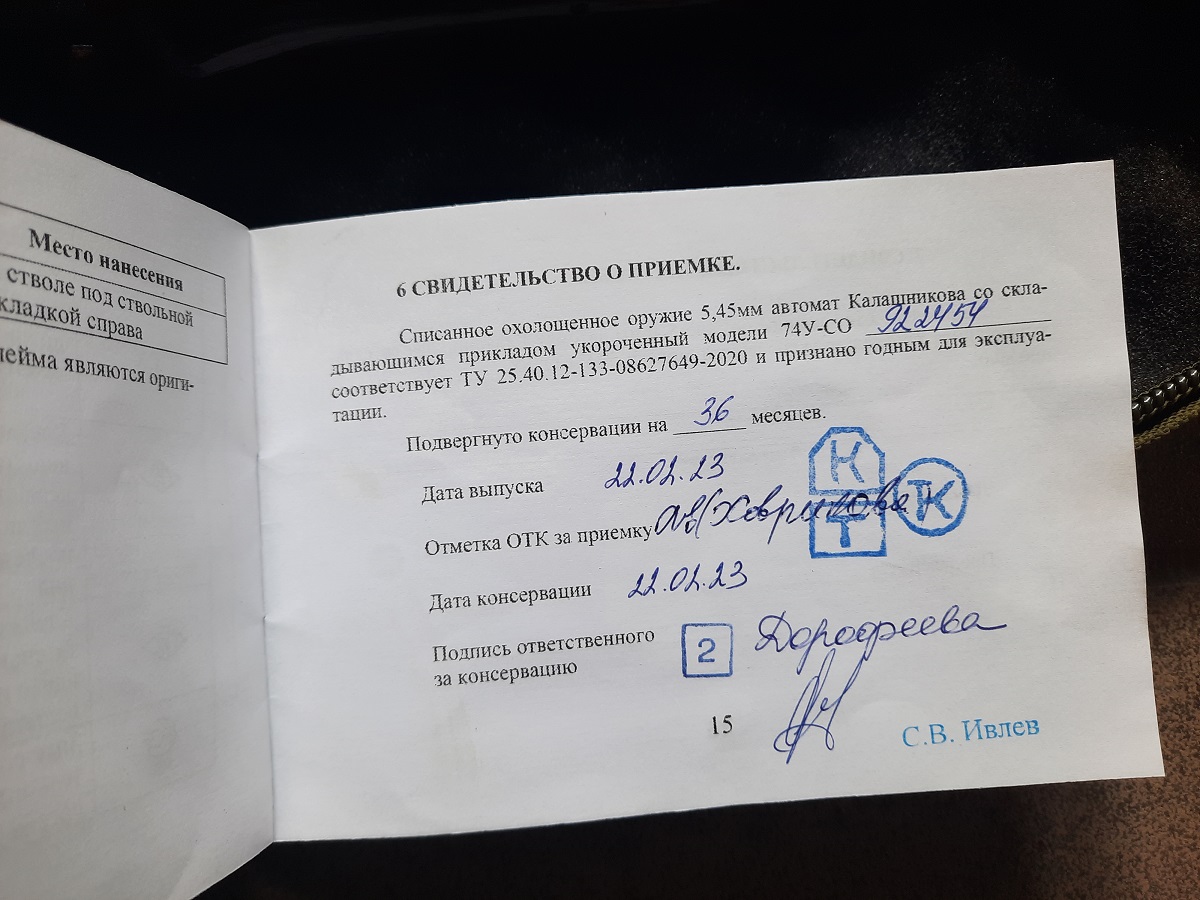 Место нанесения
стволе под ствольной
кладкой справа
лейма являются ориги-
6 СВИДЕТЕЛЬСТВО О ПРИЕМКЕ.
Списанное охолощенное оружие 5,45мм автомат Калашникова со скла-
дывающимся прикладом укороченный модели 74У-СО 922454
соответствует ТУ 25.40.12-133-08627649-2020 и признано годным для эксплуа-
тации.
Подвергнуто консервации на 36 месяцев.
Дата выпуска 22.02.23
Отметка ОТК за приемку
К
Т
ТК
Дата консервации 22.02.23
Подпись ответственного
за консервацию
2 Дорофеева
15
С.В. Ивлев